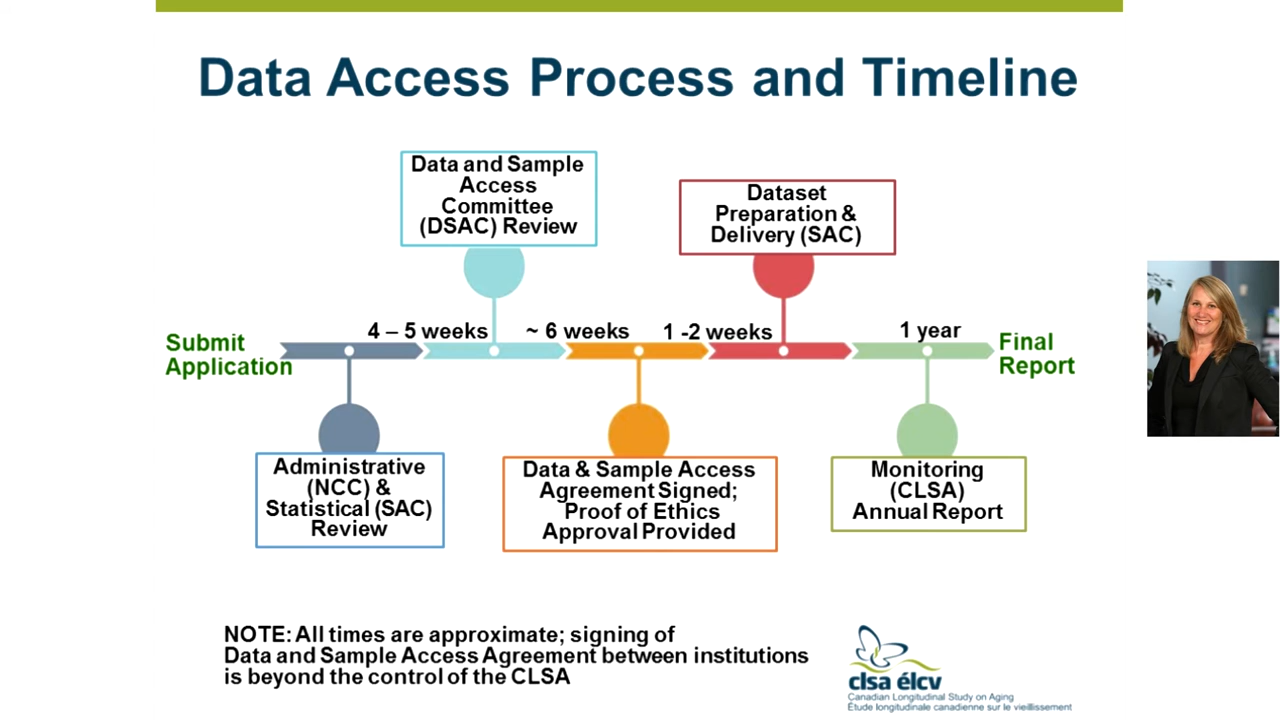 Data Access Process and Timeline
Data and Sample
Access
Committee
(DSAC) Review
Dataset
Preparation &
Delivery (SAC)
Submit
Application
4 – 5 weeks
~ 6 weeks
1 -2 weeks
1 year
Final
Report
Administrative
(NCC) &
Statistical (SAC)
Review
Data & Sample Access
Agreement Signed;
Proof of Ethics
Approval Provided
Monitoring
(CLSA)
Annual Report
NOTE: All times are approximate; signing of
Data and Sample Access Agreement between institutions
is beyond the control of the CLSA
clsa élcv
Canadian Longitudinal Study on Aging
Étude longitudinale canadienne sur le vieillissement